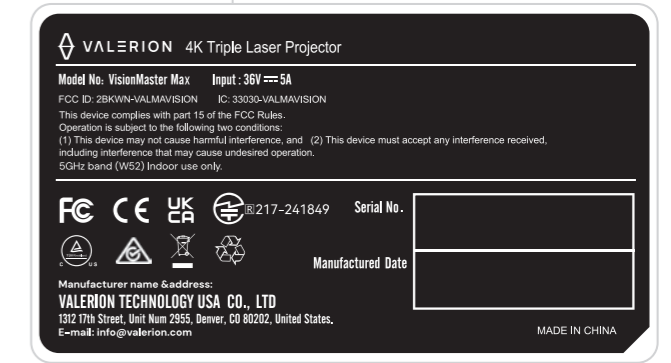 VALERION 4K Triple Laser Projector
Model No: VisionMaster Max Input : 36V 5A
FCC ID: 2BKWN-VALMAVISION IC: 33030-VALMAVISION
This device complies with part 15 of the FCC Rules.
Operation is subject to the following two conditions:
(1) This device may not cause harmful interference, and (2) This device must accept any interference received,
including interference that may cause undesired operation.
5GHz band (W52) Indoor use only.
FC CE UK CA R 217-241849 Serial No.
C US
Manufactured Date
Manufacturer name &address:
VALERION TECHNOLOGY USA CO., LTD
1312 17th Street, Unit Num 2955, Denver, CO 80202, United States.
E-mail: info@valerion.com
MADE IN CHINA